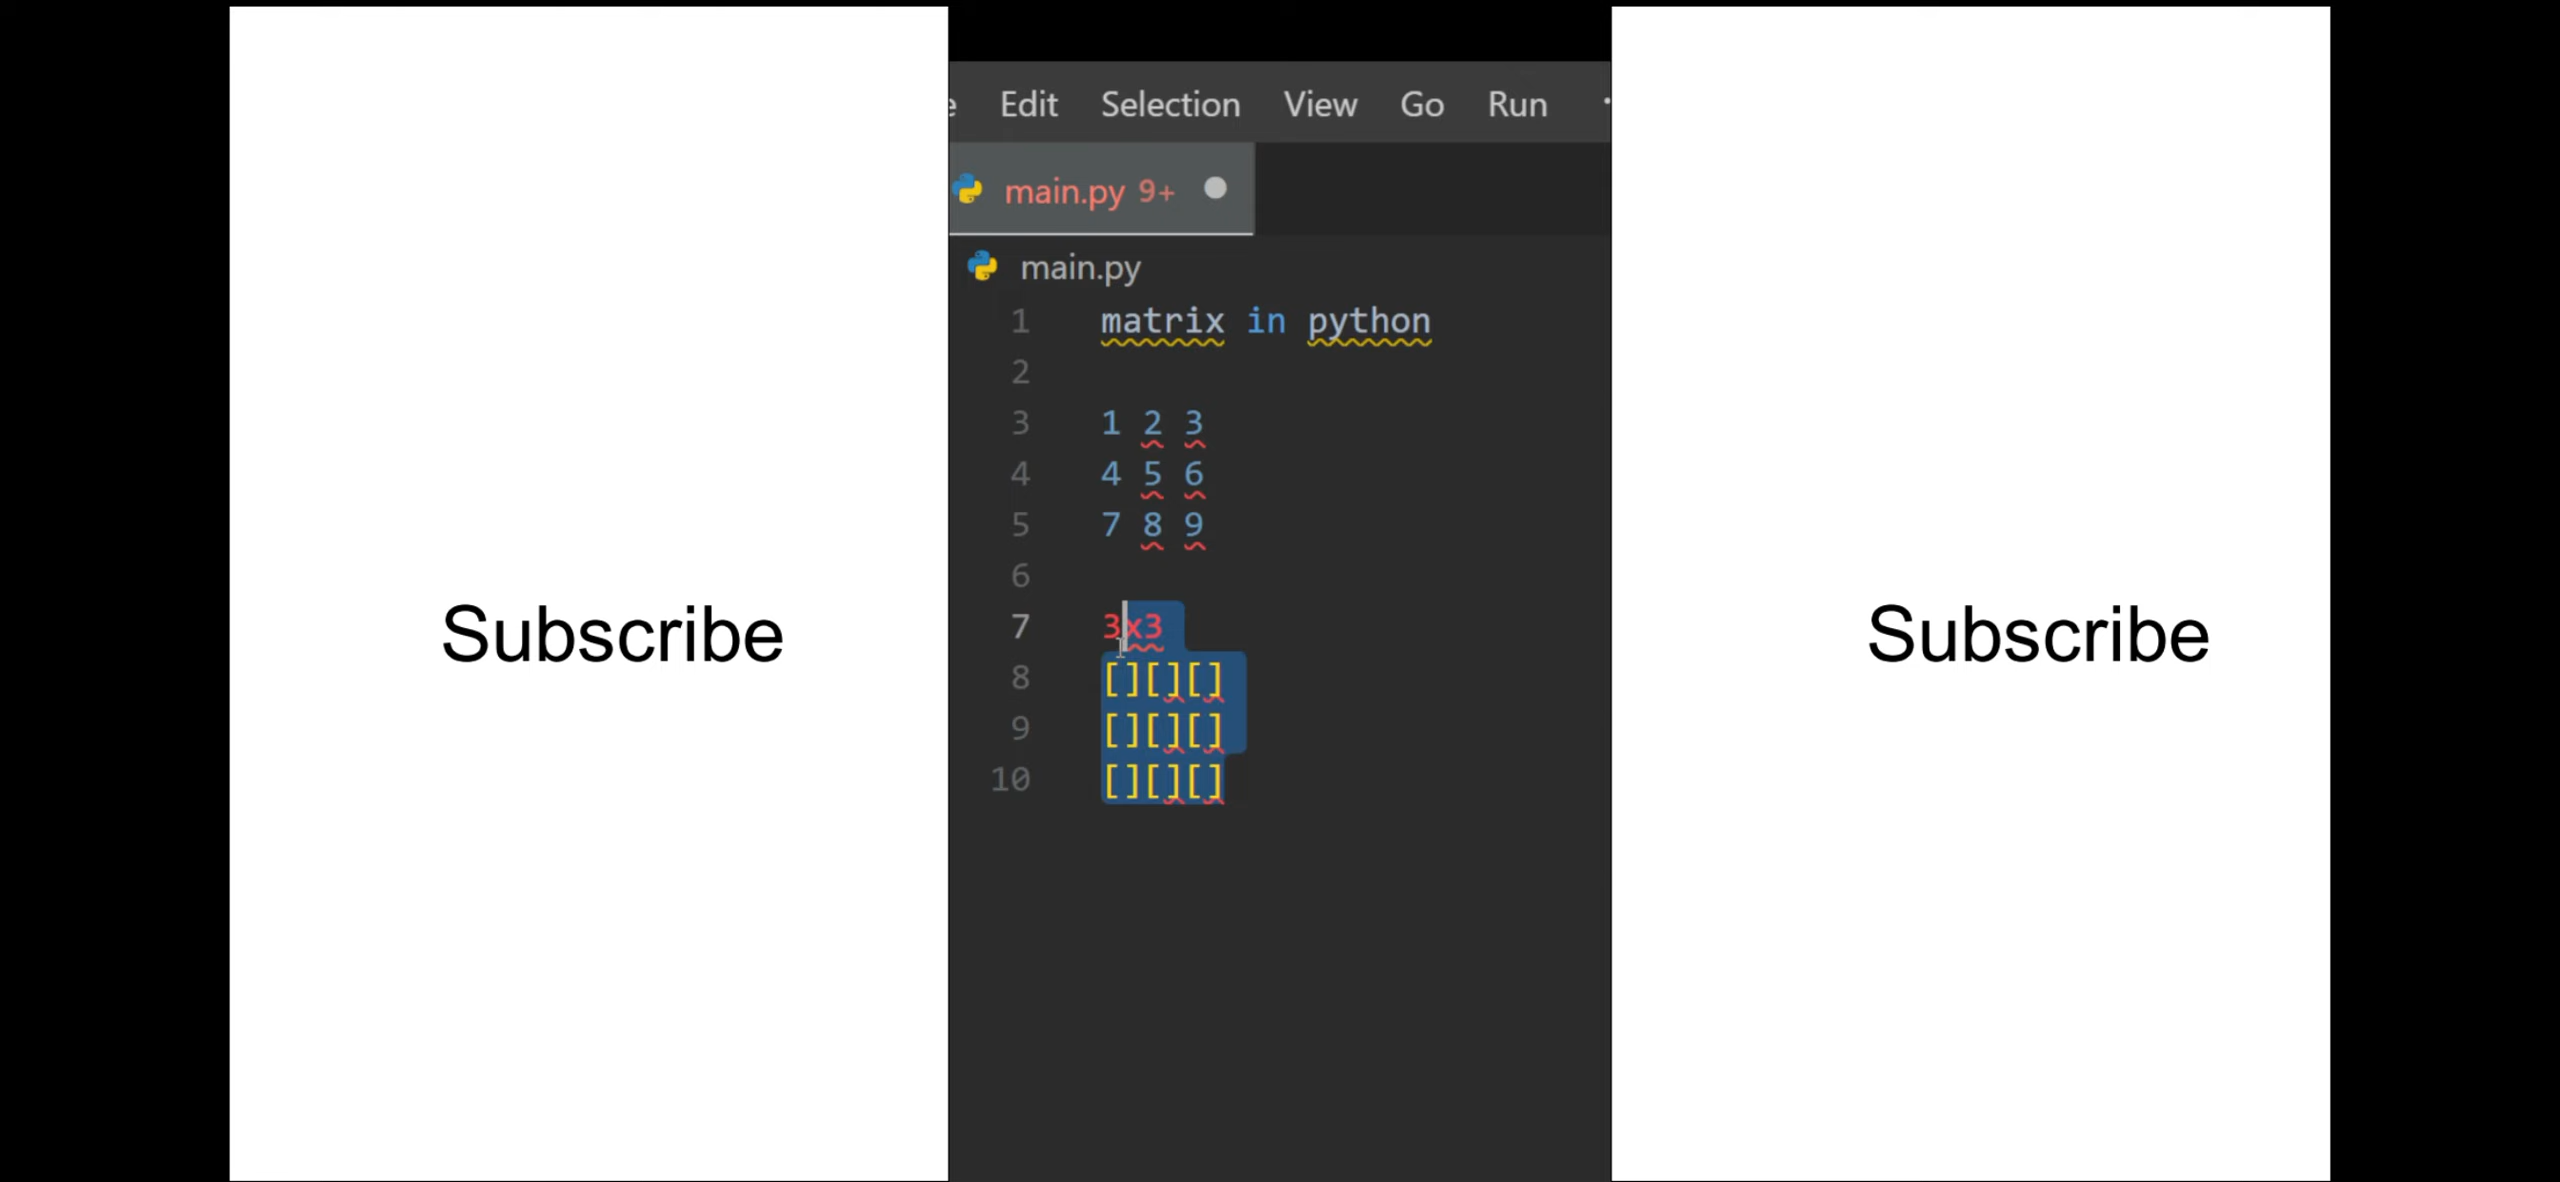 Subscribe
e Edit Selection View Go Run
main.py 9+
main.py
1 matrix in python
2
3 1 2 3
4 4 5 6
5 7 8 9
6
7 3x3
8 [][][]
9 [][][]
10 [][][]
Subscribe